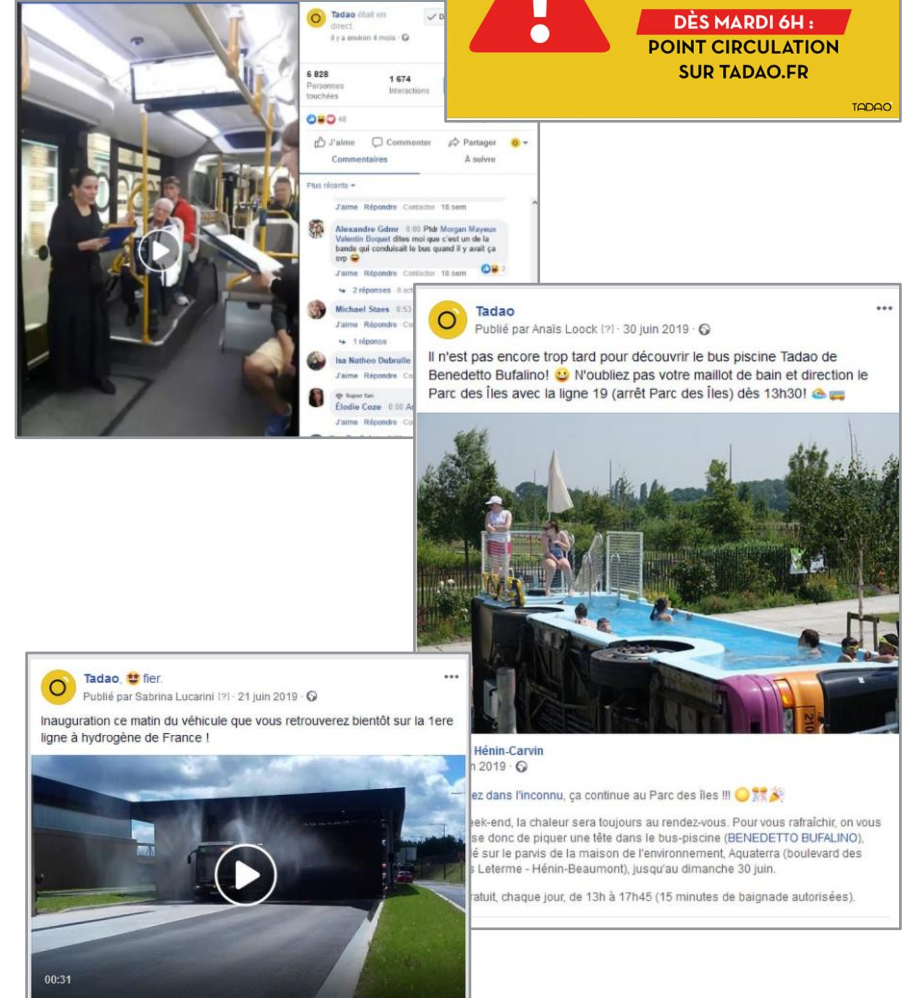 Tadao était en
direct.
il y a environ 4 mois
DÈS MARDI 6H :
POINT CIRCULATION
SUR TADAO.FR
TADAO
6 828
Personnes
touchées
1 674
Interactions
48
J'aime Commenter Partager
Commentaires À suivre
Plus récents
J'aime Répondre Contacter 18 sem
Alexandre Gdmr 0:00 Ptdr Morgan Mayeux
Valentin Boquet dites moi que c'est un de la
bande qui conduisait le bus quand il y avait ça
srp
2
J'aime Répondre Contacter 18 sem
2 réponses
Michael Staes 0:53
J'aime Répondre
1 réponse
Isa Natheo Dubrulle
J'aime Répondre
Super fan
Élodie Coze 0:00
J'aime Répondre
Tadao
Publié par Anaïs Loock [?] · 30 juin 2019 ·
Il n'est pas encore trop tard pour découvrir le bus piscine Tadao de
Benedetto Bufalino! 😀 N'oubliez pas votre maillot de bain et direction le
Parc des Îles avec la ligne 19 (arrêt Parc des Îles) dès 13h30!
210
Hénin-Carvin
n 2019 ·
ez dans l'inconnu, ça continue au Parc des îles !!!
eek-end, la chaleur sera toujours au rendez-vous. Pour vous rafraîchir, on vous
se donc de piquer une tête dans le bus-piscine (BENEDETTO BUFALINO),
é sur le parvis de la maison de l'environnement, Aquaterra (boulevard des
s Leterme - Hénin-Beaumont), jusqu'au dimanche 30 juin.
ratuit, chaque jour, de 13h à 17h45 (15 minutes de baignade autorisées).
Tadao, 🤩 fier.
Publié par Sabrina Lucarini [?] · 21 juin 2019 ·
Inauguration ce matin du véhicule que vous retrouverez bientôt sur la 1ere
ligne à hydrogène de France !
00:31